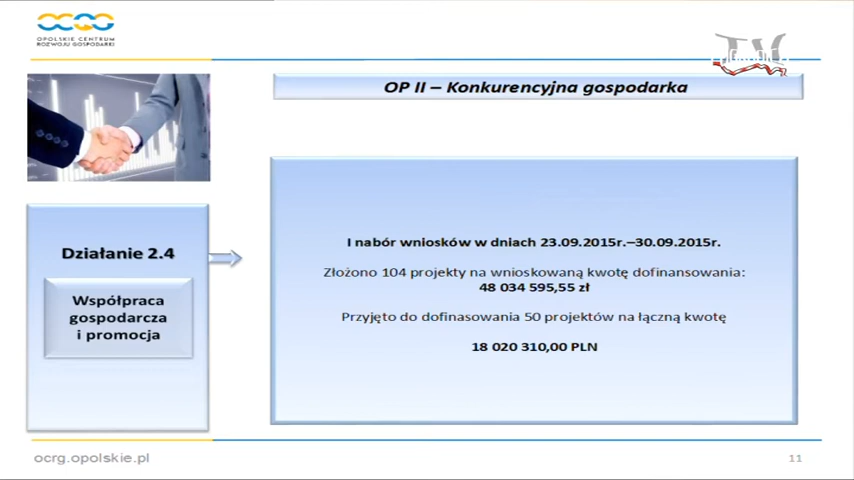 OPOLSKIE CENTRUM
ROZWOJU GOSPODARKI
TV
OP II – Konkurencyjna gospodarka
Działanie 2.4
Współpraca
gospodarcza
i promocja
I nabór wniosków w dniach 23.09.2015r.–30.09.2015r.
Złożono 104 projekty na wnioskowaną kwotę dofinansowania:
48 034 595,55 zł
Przyjęto do dofinasowania 50 projektów na łączną kwotę
18 020 310,00 PLN
ocrg.opolskie.pl
11